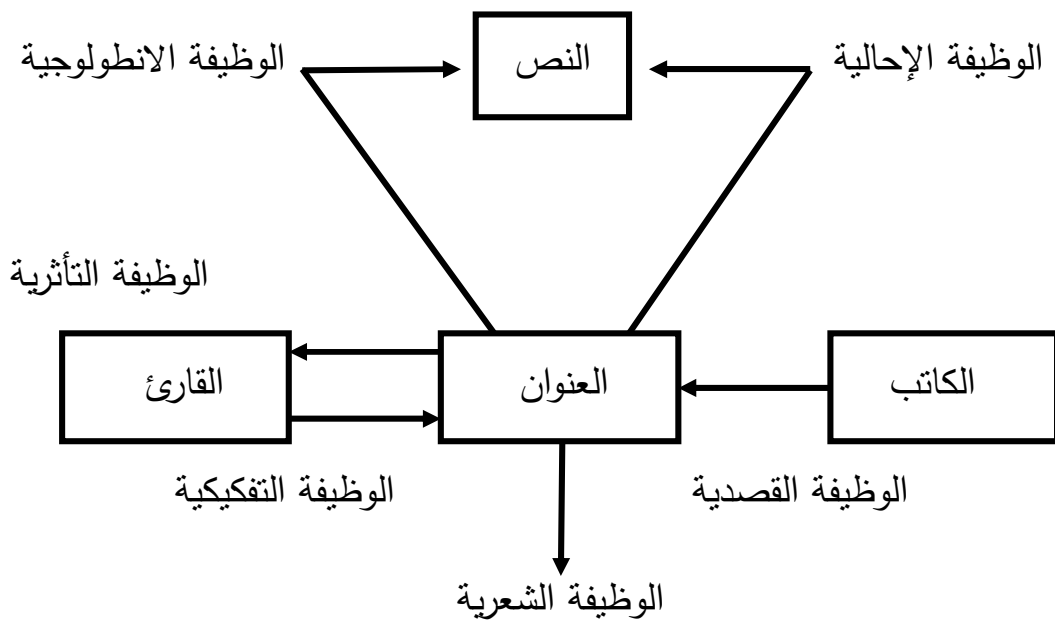 الوظيفة الإحالية
النص
الوظيفة الانطولوجية
الوظيفة التأثرية
الكاتب
العنوان
القارئ
الوظيفة القصدية
الوظيفة التفكيكية
الوظيفة الشعرية